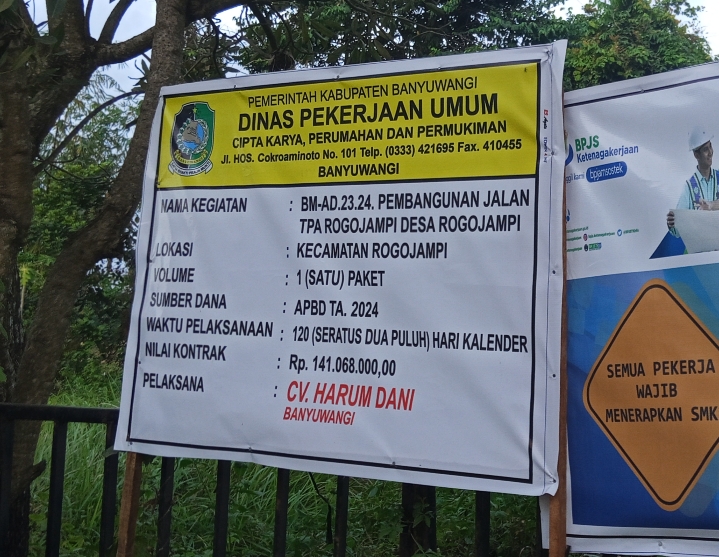 PEMERINTAH KABUPATEN BANYUWANGI
DINAS PEKERJAAN UMUM
CIPTA KARYA, PERUMAHAN DAN PERMUKIMAN
Jl. HOS. Cokroaminoto No. 101 Telp. (0333) 421695 Fax. 410455
BANYUWANGI
NAMA KEGIATAN : BM-AD.23.24. PEMBANGUNAN JALAN
TPA ROGOJAMPI DESA ROGOJAMPI
LOKASI : KECAMATAN ROGOJAMPI
VOLUME : 1 (SATU) PAKET
SUMBER DANA : APBD TA. 2024
WAKTU PELAKSANAAN : 120 (SERATUS DUA PULUH) HARI KALENDER
NILAI KONTRAK : Rp. 141.068.000,00
PELAKSANA : CV. HARUM DANI
BANYUWANGI
BPJS
Ketenagakerjaan
bpjamsostek
SEMUA PEKERJA
WAJIB
MENERAPKAN SMK